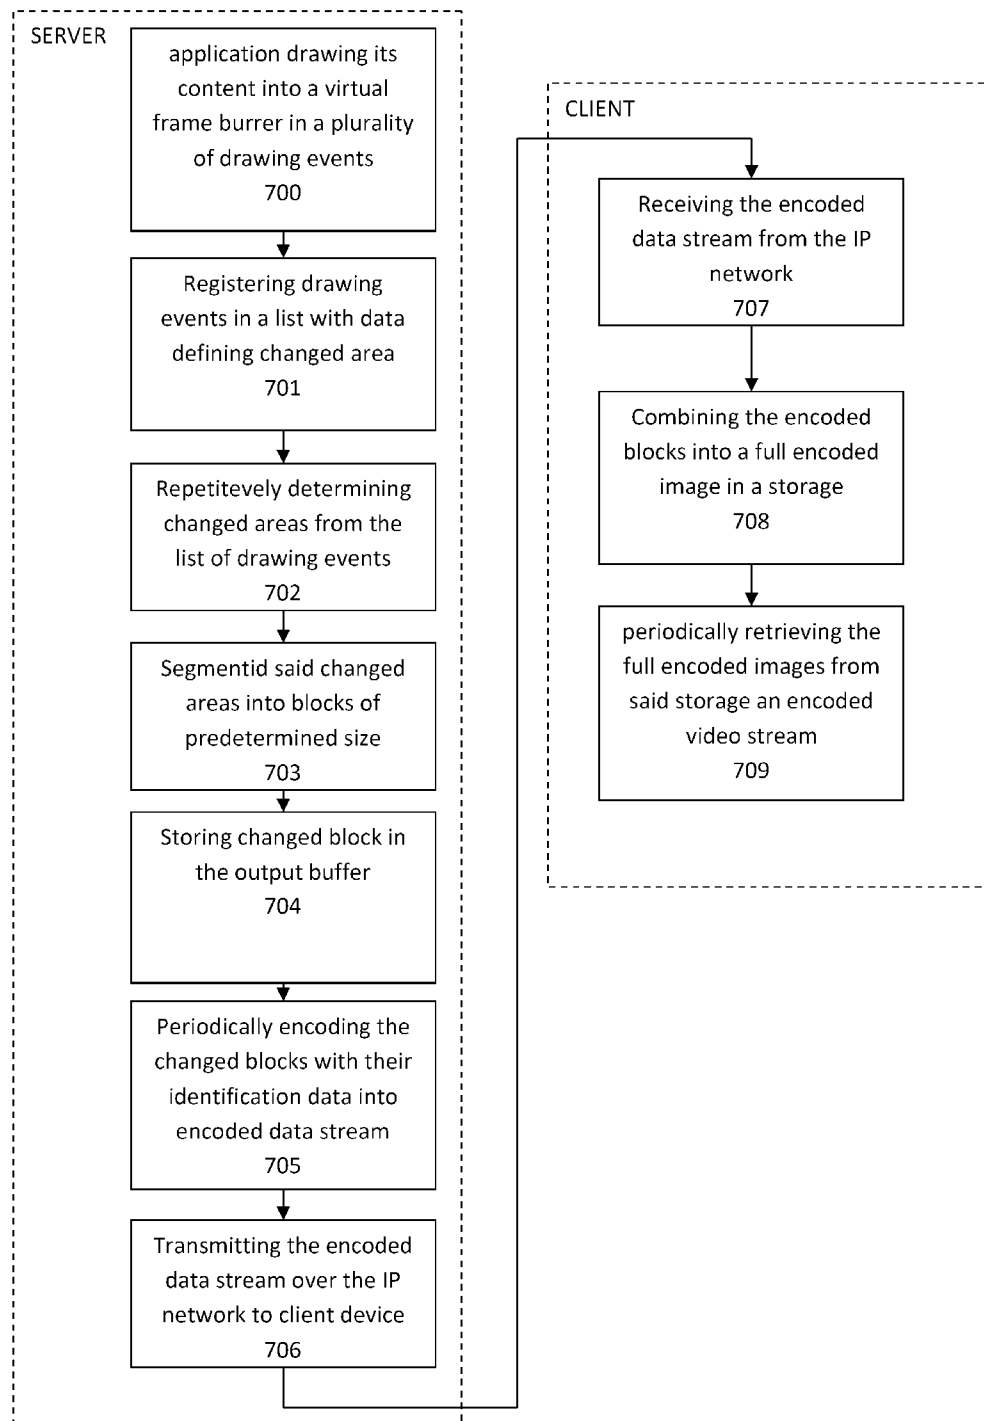 SERVER
application drawing its
content into a virtual
frame burrer in a plurality
of drawing events
700
Registering drawing
events in a list with data
defining changed area
701
Repetitevely determining
changed areas from the
list of drawing events
702
Segmentid said changed
areas into blocks of
predetermined size
703
Storing changed block in
the output buffer
704
Periodically encoding the
changed blocks with their
identification data into
encoded data stream
705
Transmitting the encoded
data stream over the IP
network to client device
706
CLIENT
Receiving the encoded
data stream from the IP
network
707
Combining the encoded
blocks into a full encoded
image in a storage
708
periodically retrieving the
full encoded images from
said storage an encoded
video stream
709